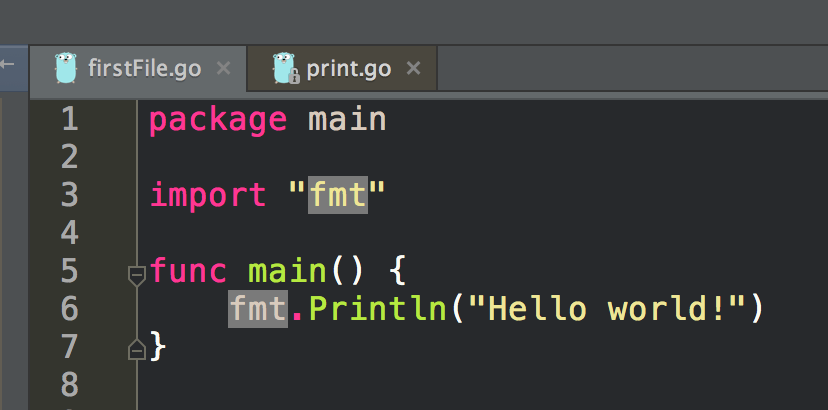 firstFile.go × print.go ×
1 package main
2
3 import "fmt"
4
5 func main() {
6     fmt.Println("Hello world!")
7 }
8